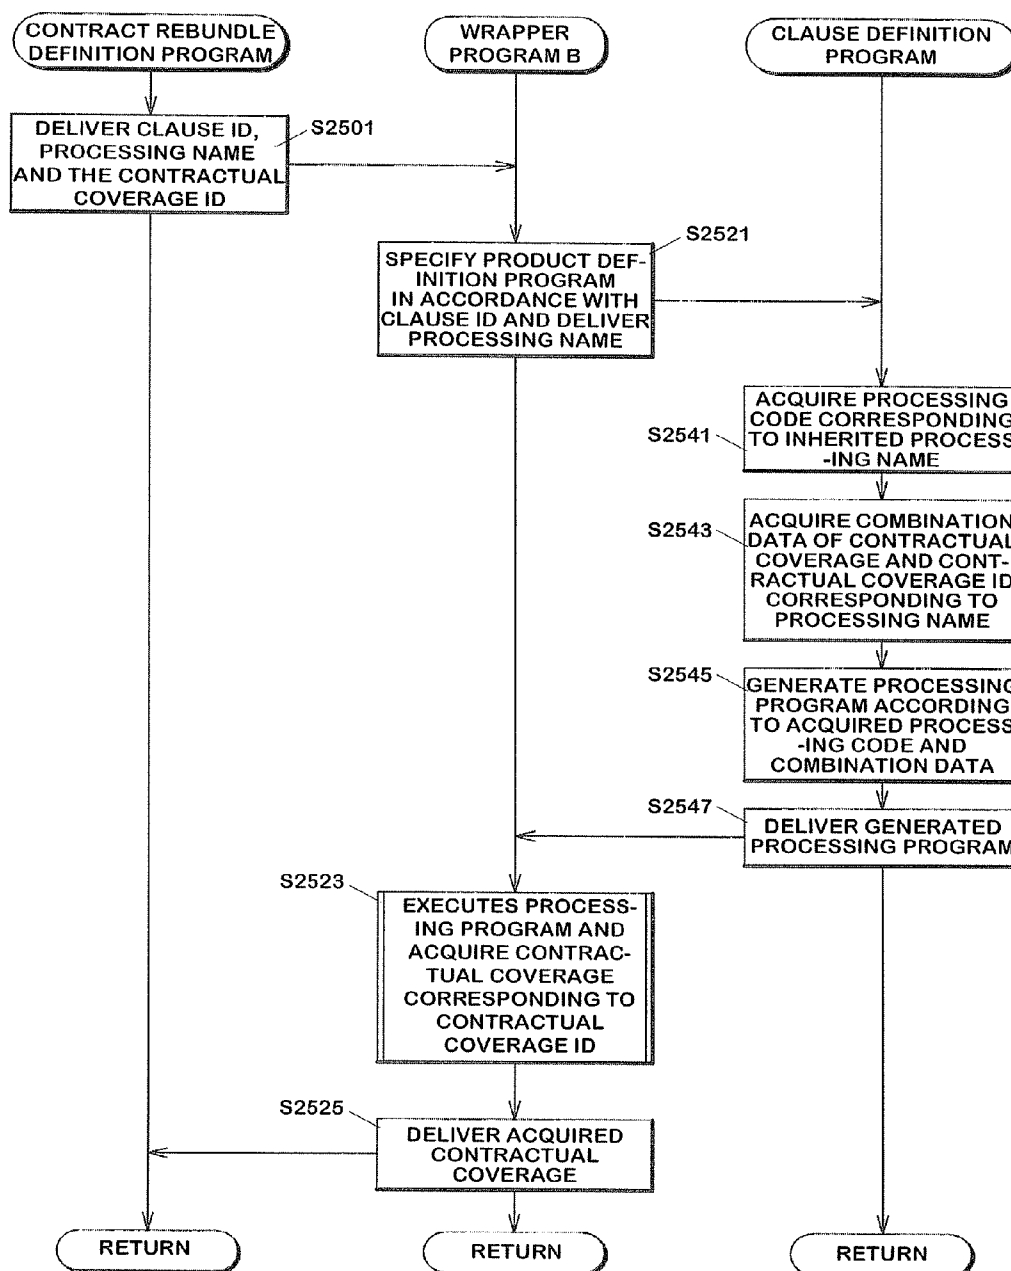 CONTRACT REBUNDLE
DEFINITION PROGRAM
WRAPPER
PROGRAM B
CLAUSE DEFINITION
PROGRAM
DELIVER CLAUSE ID,
PROCESSING NAME
AND THE CONTRACTUAL
COVERAGE ID
S2501
S2521
SPECIFY PRODUCT DEF-
INITION PROGRAM
IN ACCORDANCE WITH
CLAUSE ID AND DELIVER
PROCESSING NAME
S2541
ACQUIRE PROCESSING
CODE CORRESPONDING
TO INHERITED PROCESS
-ING NAME
S2543
ACQUIRE COMBINATION
DATA OF CONTRACTUAL
COVERAGE AND CONT-
RACTUAL COVERAGE ID
CORRESPONDING TO
PROCESSING NAME
S2545
GENERATE PROCESSING
PROGRAM ACCORDING
TO ACQUIRED PROCESS
-ING CODE AND
COMBINATION DATA
S2547
DELIVER GENERATED
PROCESSING PROGRAM
S2523
EXECUTES PROCESS-
ING PROGRAM AND
ACQUIRE CONTRAC-
TUAL COVERAGE
CORRESPONDING TO
CONTRACTUAL
COVERAGE ID
S2525
DELIVER ACQUIRED
CONTRACTUAL
COVERAGE
RETURN
RETURN
RETURN